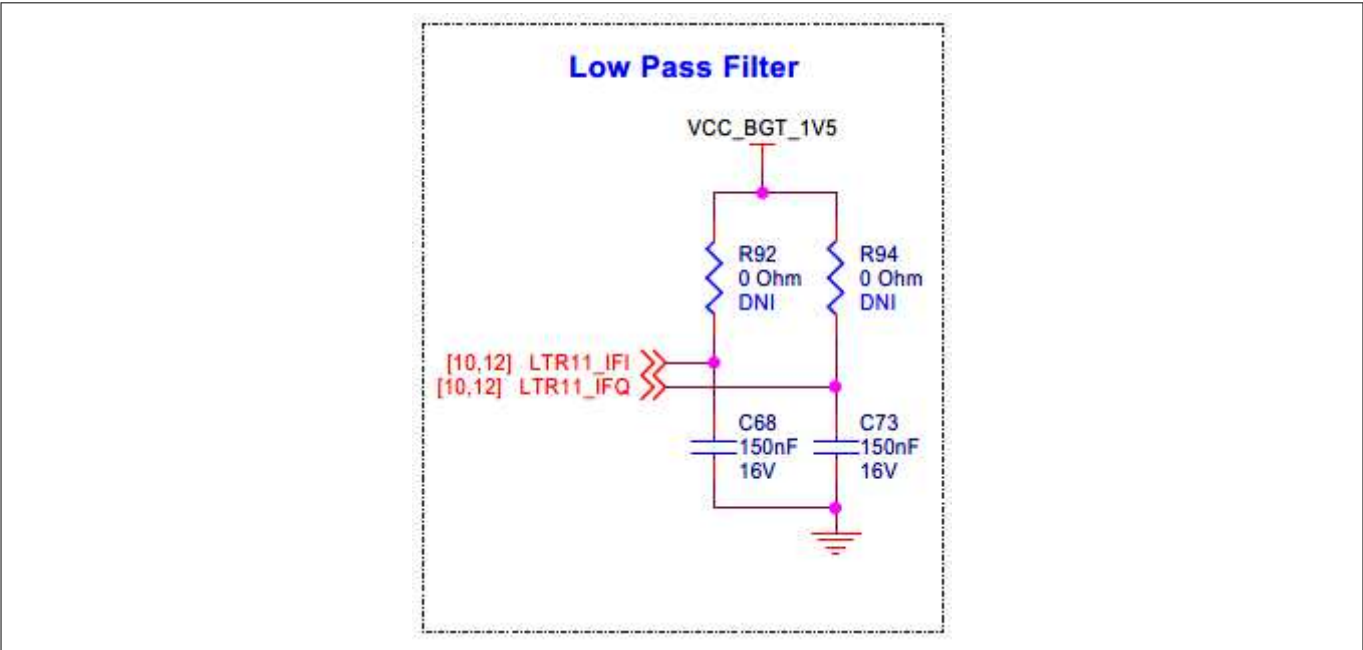 Low Pass Filter
VCC_BGT_1V5
R92
0 Ohm
DNI
R94
0 Ohm
DNI
[10,12] LTR11_IFI
[10,12] LTR11_IFQ
C68
150nF
16V
C73
150nF
16V